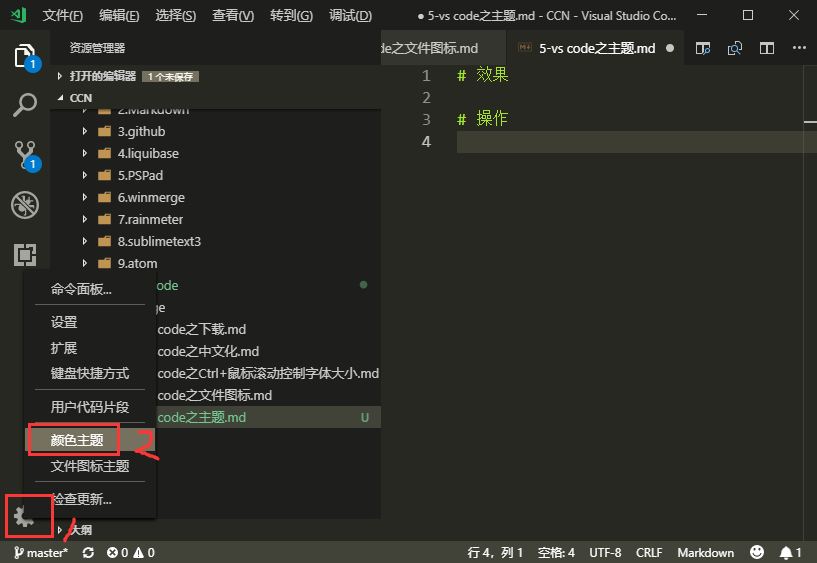 文件(F) 编辑(E) 选择(S) 查看(V) 转到(G) 调试(D) ● 5-vs code之主题.md - CCN - Visual Studio Co...
资源管理器
de之文件图标.md
5-vs code之主题.md ●
1
打开的编辑器 1 个未保存
CCN
2.Markdown
3.github
4.liquibase
1
5.PSPad
6.winmerge
7.rainmeter
8.sublimetext3
9.atom
ode
ge
code之下载.md
code之中文化.md
code之Ctrl+鼠标滚动控制字体大小.md
code之文件图标.md
code之主题.md U
大纲
1 # 效果
2
3 # 操作
4
命令面板...
设置
扩展
键盘快捷方式
用户代码片段
颜色主题 2
文件图标主题
检查更新...
1
master* 0 0 行 4，列 1 空格: 4 UTF-8 CRLF Markdown 1